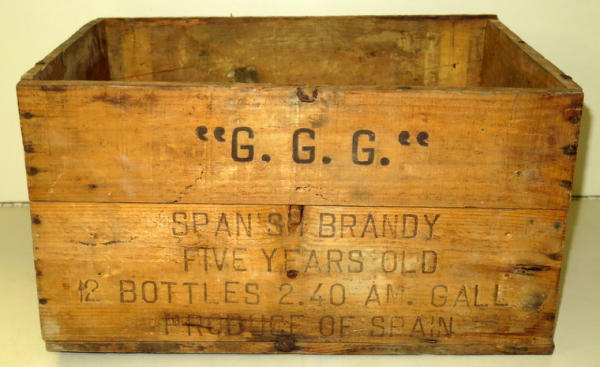 “G. G. G.“
SPANISH BRANDY
FIVE YEARS OLD
12 BOTTLES 2.40 AM. GALL
PRODUCE OF SPAIN